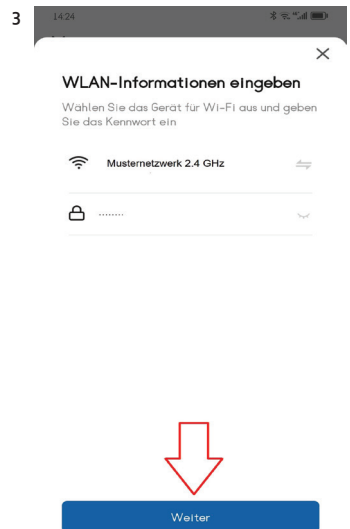 3
14:24
WLAN-Informationen eingeben
Wählen Sie das Gerät für Wi-Fi aus und geben
Sie das Kennwort ein
Musternetzwerk 2.4 GHz
........
Weiter